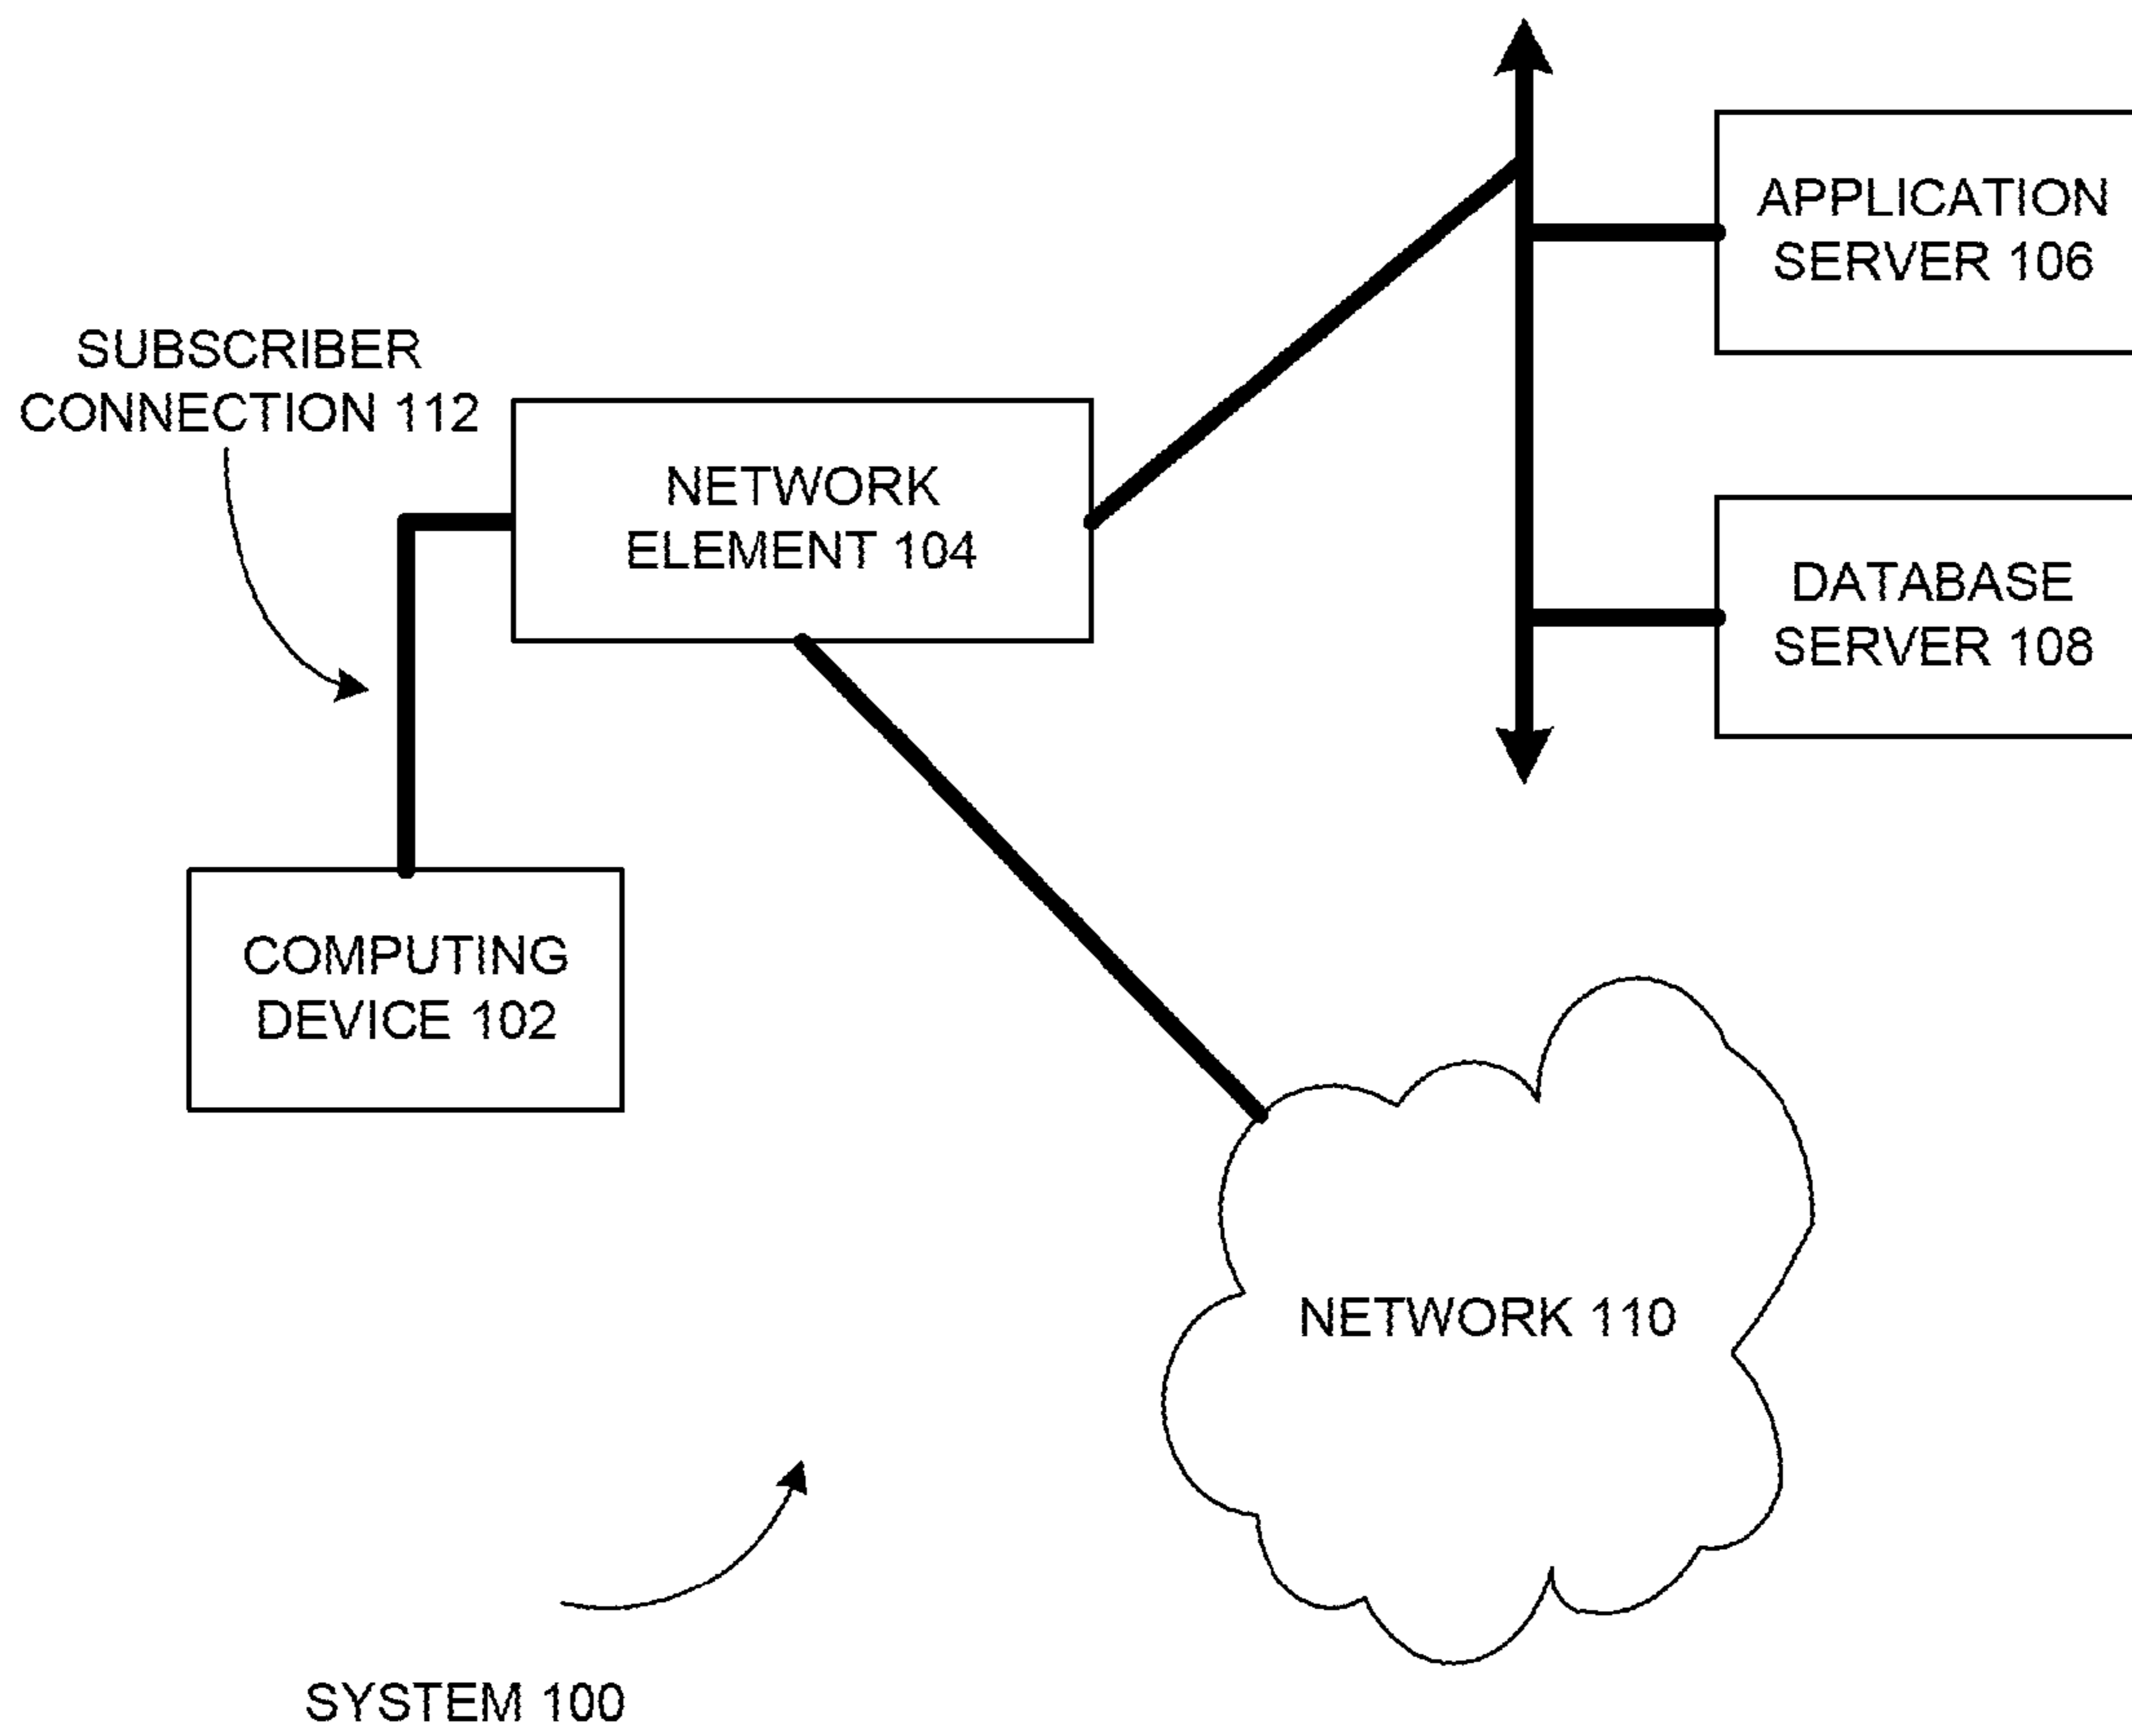 APPLICATION
SERVER 106
SUBSCRIBER
CONNECTION 112
NETWORK
ELEMENT 104
DATABASE
SERVER 108
COMPUTING
DEVICE 102
NETWORK 110
SYSTEM 100